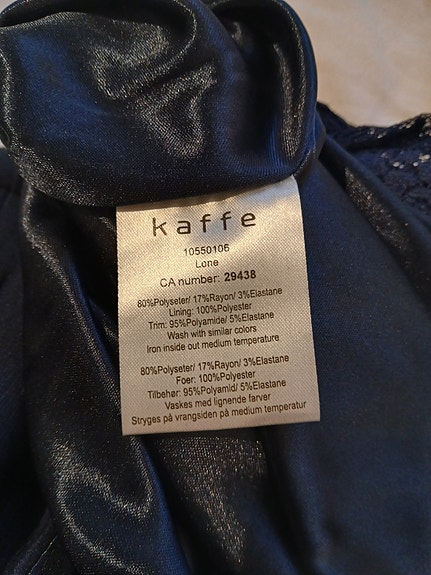 kaffe
10550106
Lone
CA number: 29438
80%Polyseter/ 17%Rayon/ 3%Elastane
Lining: 100%Polyester
Trim: 95%Polyamide/ 5%Elastane
Wash with similar colors
Iron inside out medium temperature
80%Polyseter/ 17%Rayon/ 3%Elastane
Foer: 100%Polyester
Tilbehør: 95%Polyamid/ 5%Elastane
Vaskes med lignende farver
Stryges på vrangsiden på medium temperatur